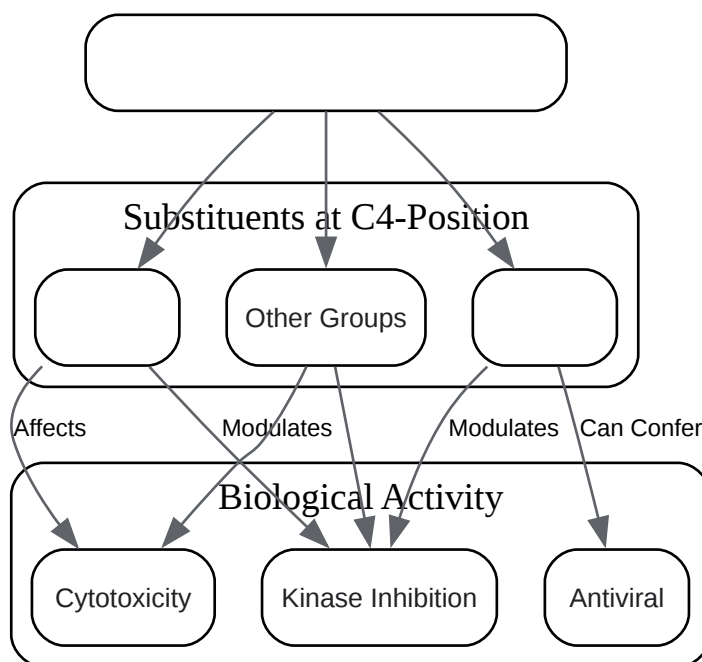 Substituents at C4-Position
Other Groups
Affects
Modulates
Modulates
Can Confer
Biological Activity
Cytotoxicity
Kinase Inhibition
Antiviral